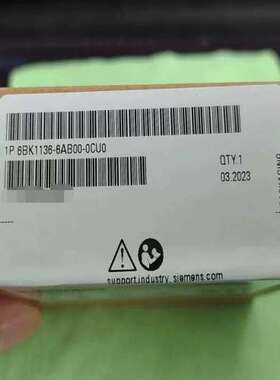 1P 6BK1136-6AB00-0CU0
QTY.1
03.2023
support.industry.siemens.com